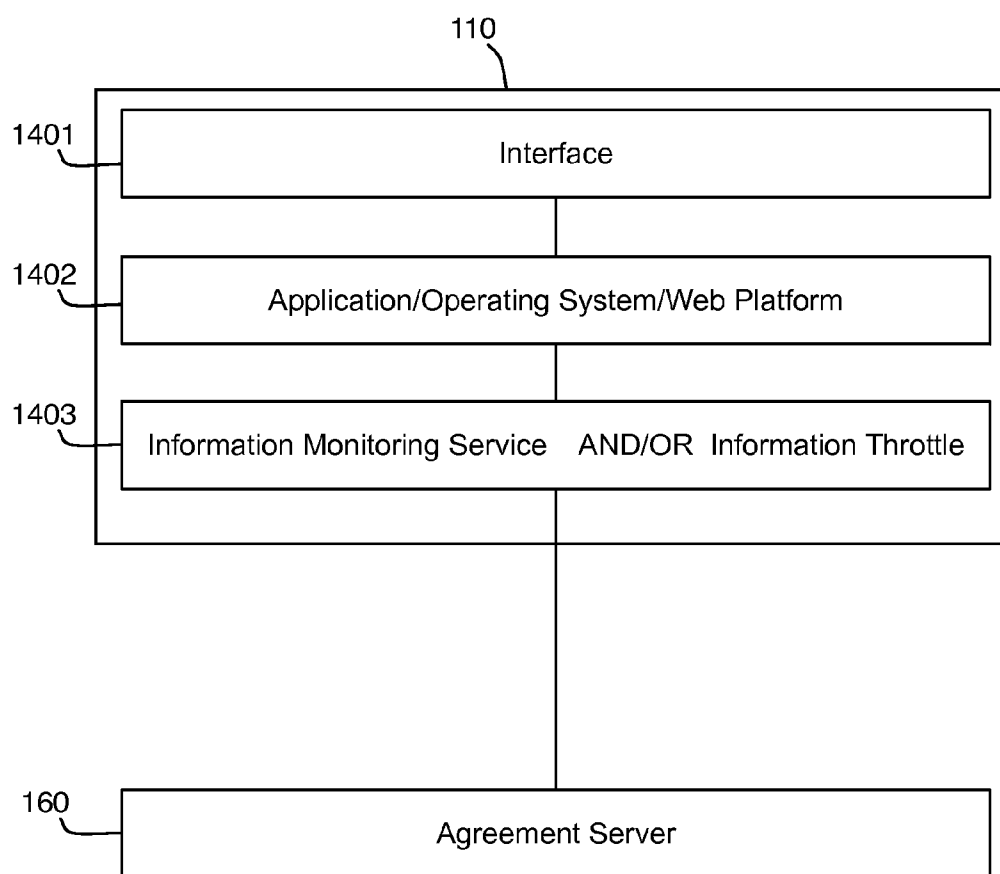 110
1401
Interface
1402
Application/Operating System/Web Platform
1403
Information Monitoring Service AND/OR Information Throttle
160
Agreement Server